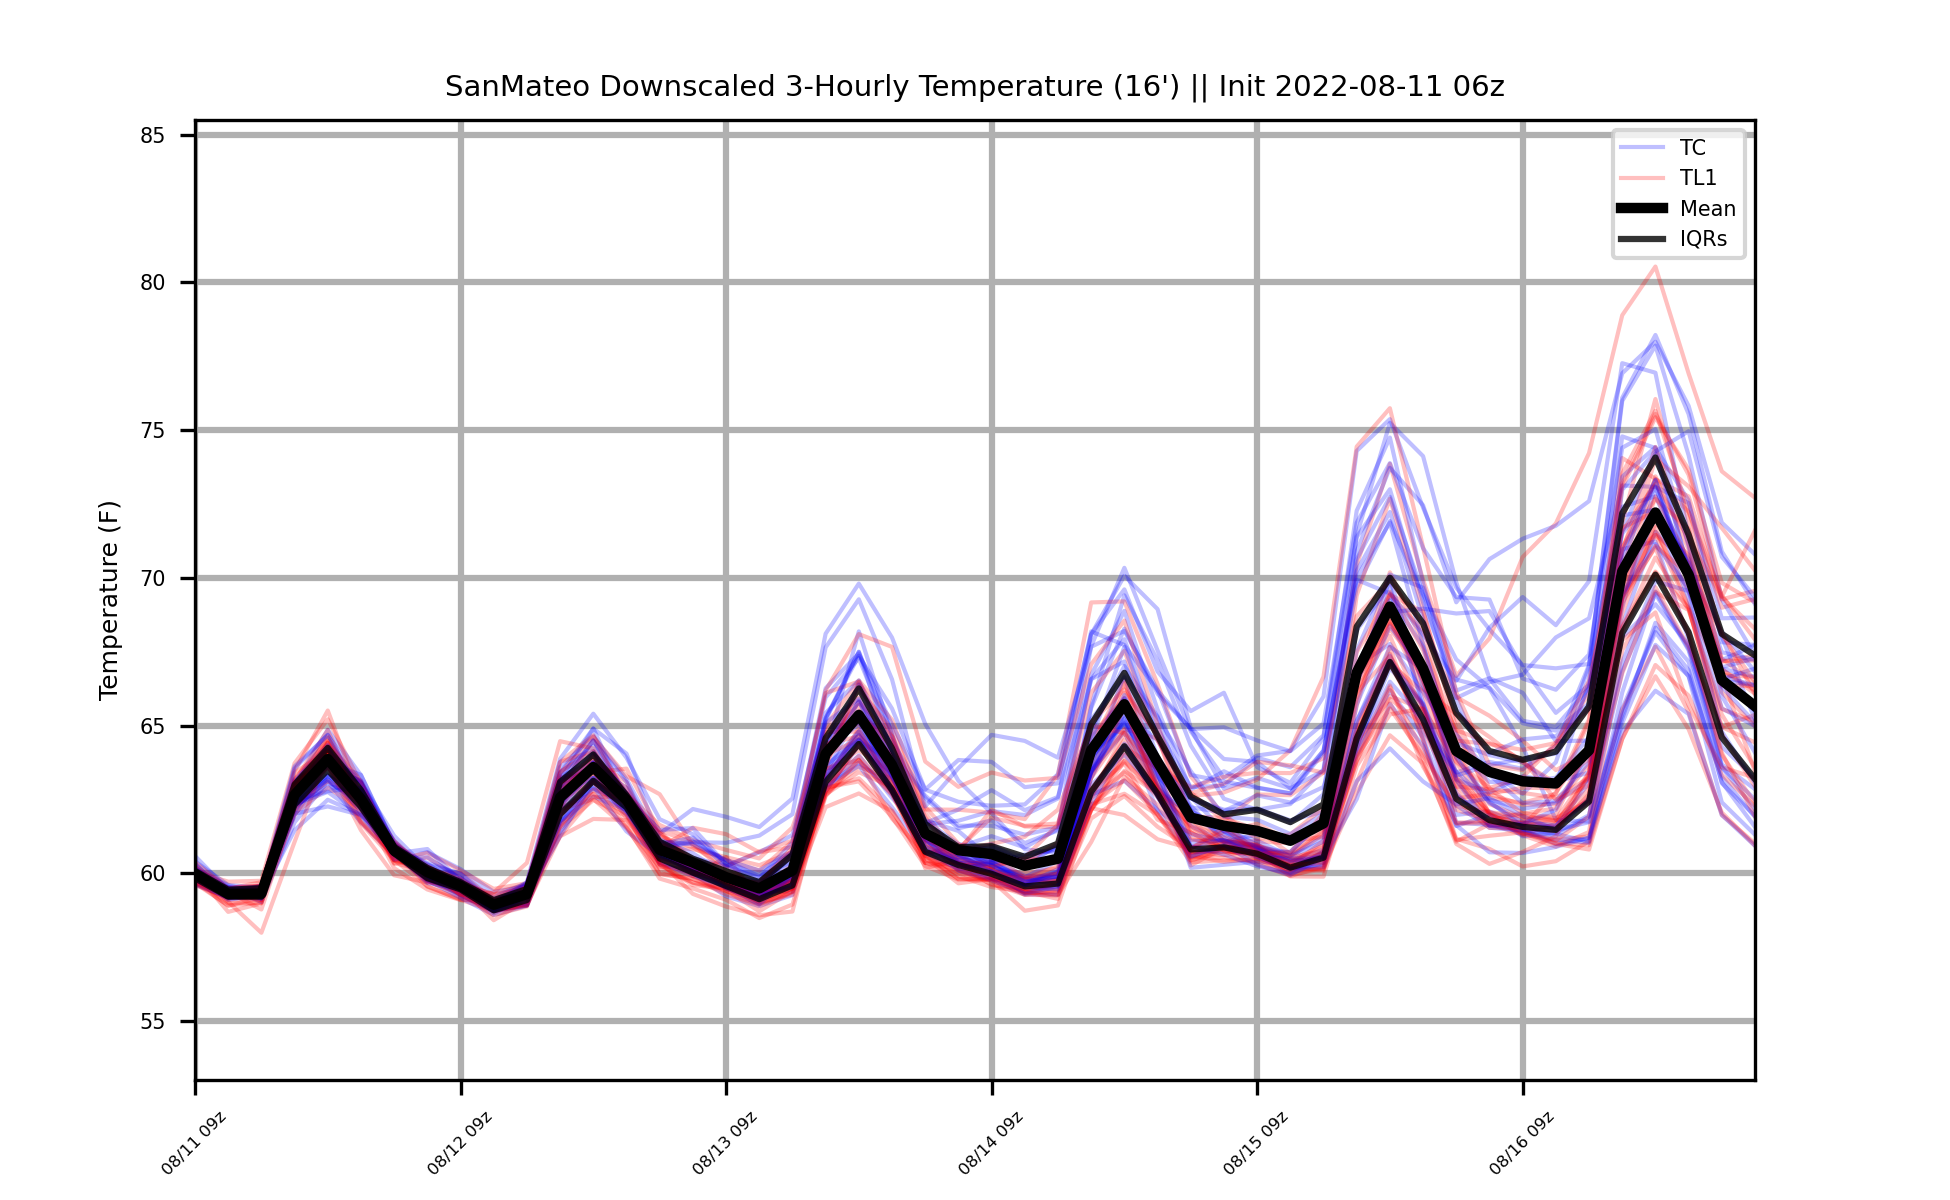 SanMateo Downscaled 3-Hourly Temperature (16') || Init 2022-08-11 06z
85
80
75
70
65
60
55
Temperature (F)
TC
TL1
Mean
IQRs
08/11 09z
08/12 09z
08/13 09z
08/14 09z
08/15 09z
08/16 09z